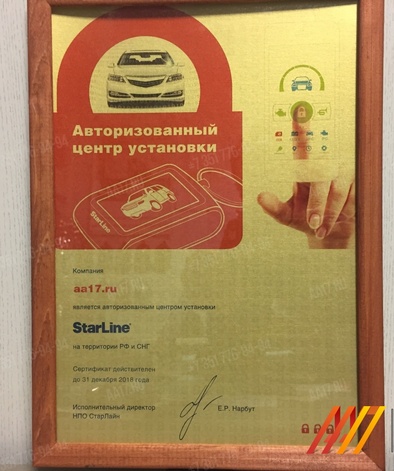 Авторизованный
центр установки
StarLine
Компания
aa17.ru
является авторизованным центром установки
StarLine
на территории РФ и СНГ
Сертификат действителен
до 31 декабря 2018 года
Исполнительный директор
НПО СтарЛайн
Е.Р. Нарбут